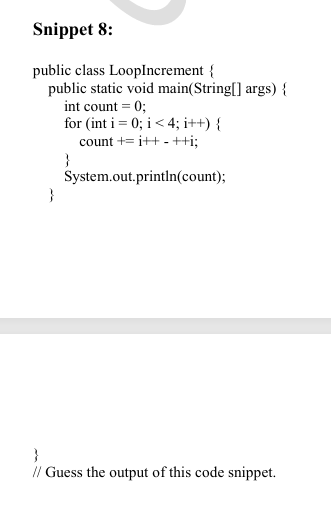 Snippet 8:
public class LoopIncrement {
public static void main(String[] args) {
int count = 0;
for (int i = 0; i < 4; i++) {
count += i++ - ++i;
}
System.out.println(count);
}
}
// Guess the output of this code snippet.